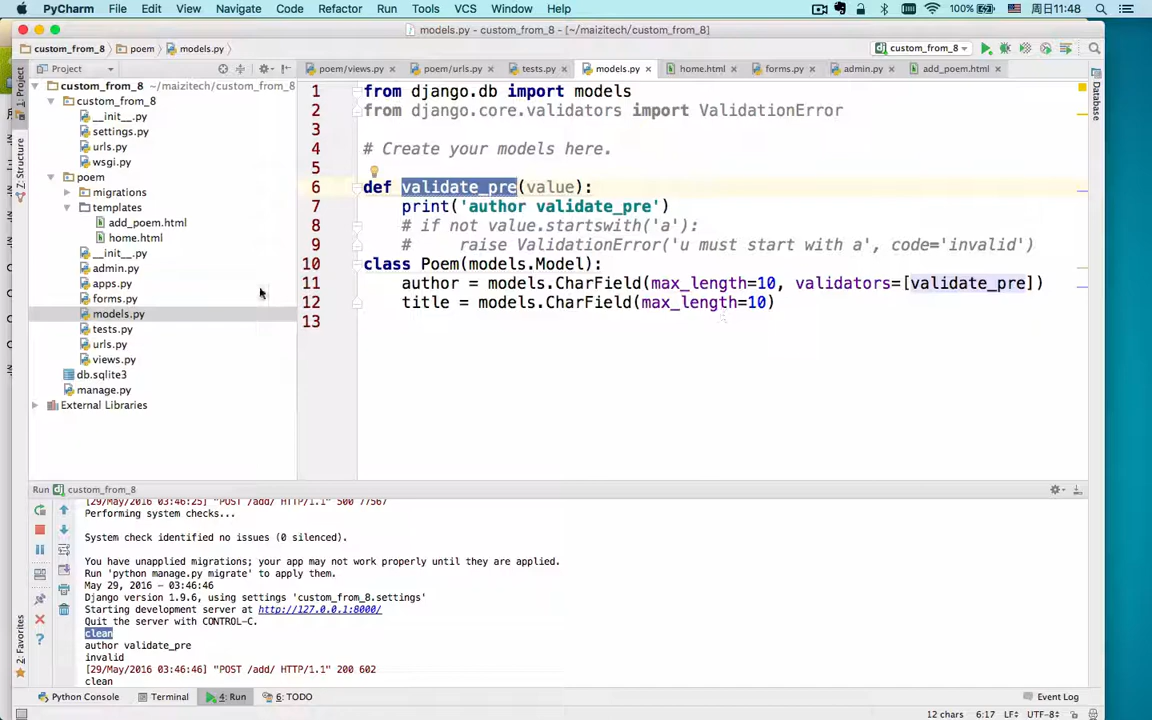 PyCharm File Edit View Navigate Code Refactor Run Tools VCS Window Help 100% 周日11:48
models.py - custom_from_8 - [~/maizitech/custom_from_8]
custom_from_8 poem models.py custom_from_8
Project poem/views.py poem/urls.py tests.py models.py home.html forms.py admin.py add_poem.html
custom_from_8 ~/maizitech/custom_from_8
custom_from_8
__init__.py
settings.py
urls.py
wsgi.py
poem
migrations
templates
add_poem.html
home.html
__init__.py
admin.py
apps.py
forms.py
models.py
tests.py
urls.py
views.py
db.sqlite3
manage.py
External Libraries
1: Project
Z: Structure
2: Favorites
Database
1 from django.db import models
2 from django.core.validators import ValidationError
3
4 # Create your models here.
5
6 def validate_pre(value):
7 print('author validate_pre')
8 # if not value.startswith('a'):
9 # raise ValidationError('u must start with a', code='invalid')
10 class Poem(models.Model):
11 author = models.CharField(max_length=10, validators=[validate_pre])
12 title = models.CharField(max_length=10)
13
Run custom_from_8
[29/May/2016 03:46:25] "POST /add/ HTTP/1.1" 500 77567
Performing system checks...
System check identified no issues (0 silenced).
You have unapplied migrations; your app may not work properly until they are applied.
Run 'python manage.py migrate' to apply them.
May 29, 2016 - 03:46:46
Django version 1.9.6, using settings 'custom_from_8.settings'
Starting development server at http://127.0.0.1:8000/
Quit the server with CONTROL-C.
clean
author validate_pre
invalid
[29/May/2016 03:46:46] "POST /add/ HTTP/1.1" 200 602
clean
Python Console Terminal 4: Run 6: TODO Event Log
12 chars 6:17 LF÷ UTF-8÷